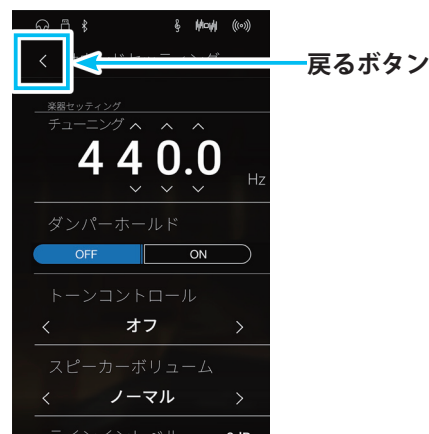 戻るボタン
楽器セッティング
チューニング
440.0
Hz
ダンパーホールド
OFF ON
トーンコントロール
オフ
スピーカーボリューム
ノーマル